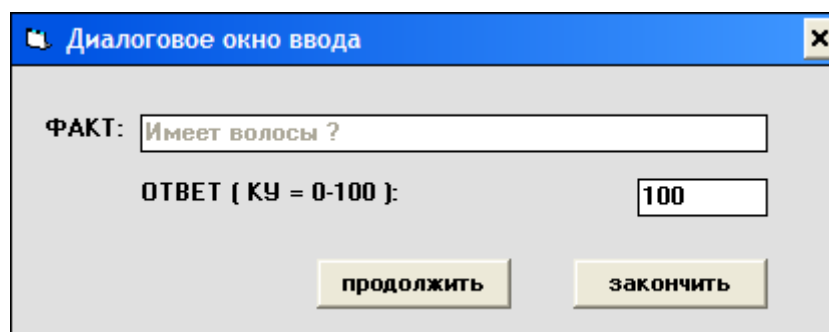 Диалоговое окно ввода
ФАКТ: Имеет волосы ?
ОТВЕТ ( КУ = 0-100 ): 100
продолжить закончить